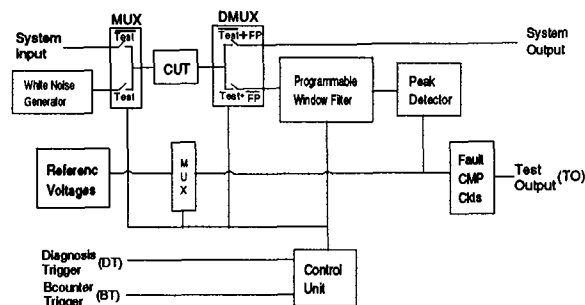 MUX
DMUX
System
Input
Test
Test
CUT
Test+FP
Test·FP
System
Output
White Noise
Generator
Programmable
Window Filter
Peak
Detector
Referenc
Voltages
MUX
Fault
CMP
Ckts
Test
Output (TO)
Diagnosis
Trigger (DT)
Bcounter
Trigger (BT)
Control
Unit